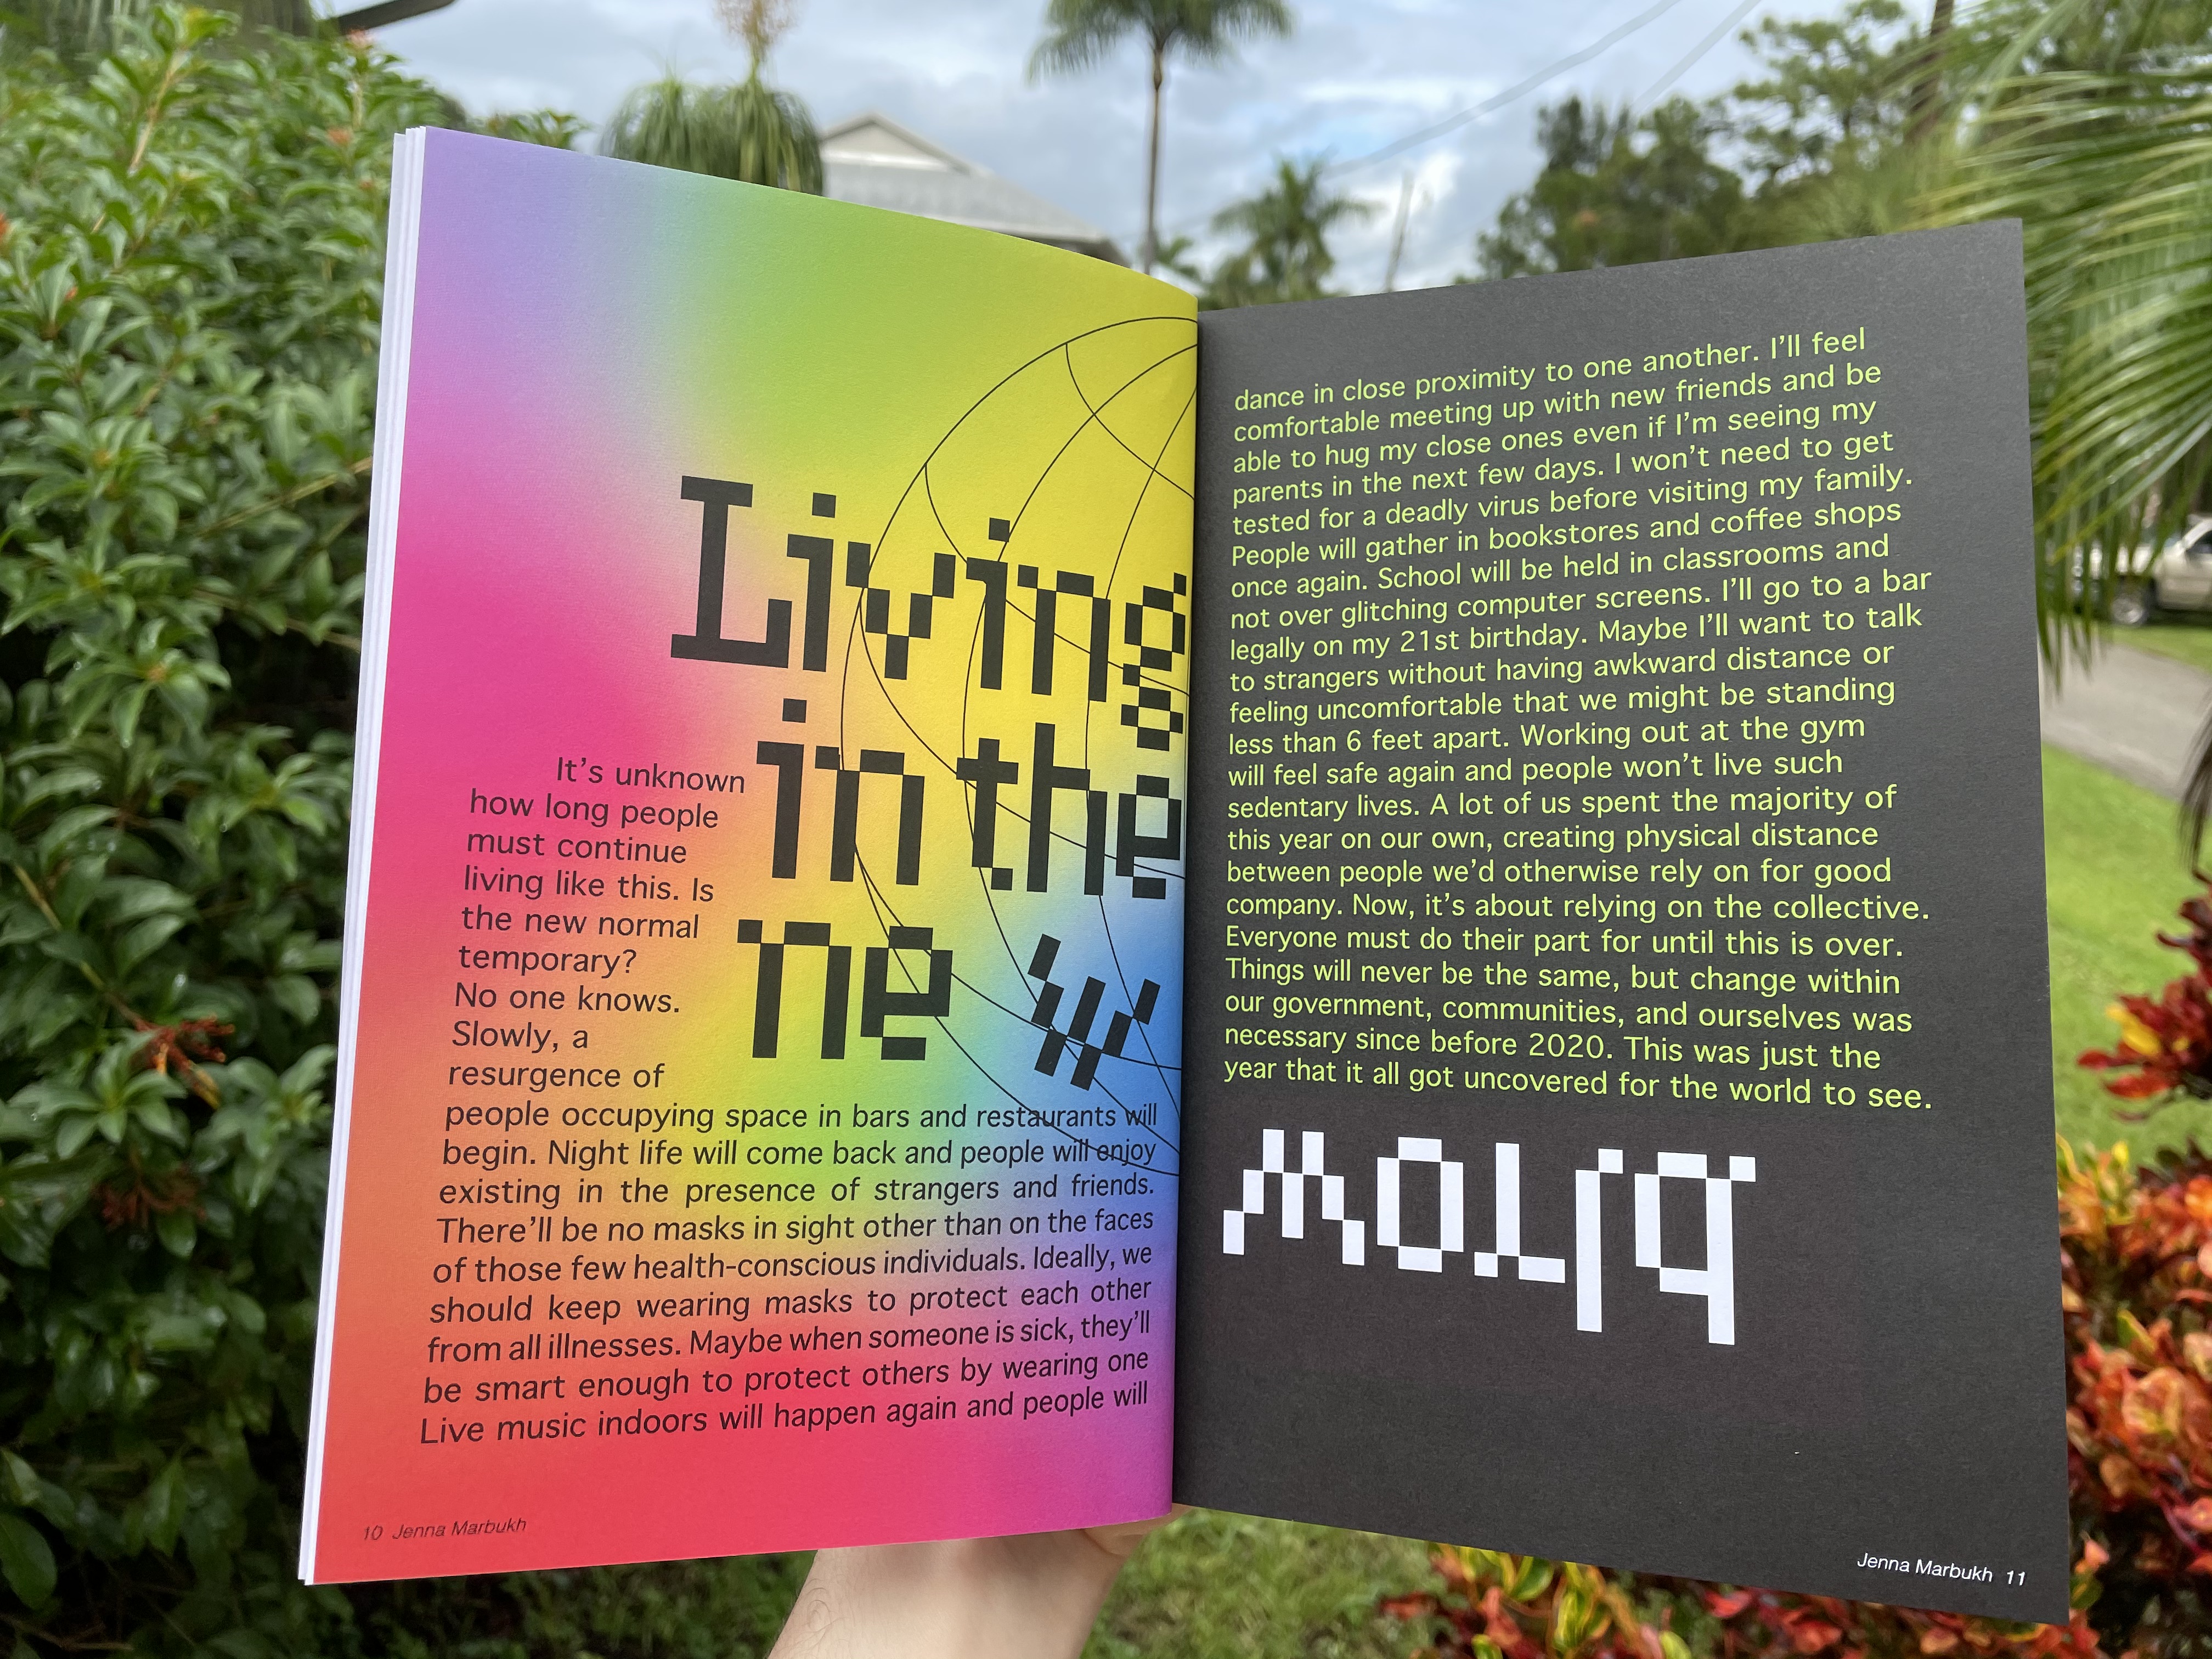 Living
in the
new
It's unknown
how long people
must continue
living like this. Is
the new normal
temporary?
No one knows.
Slowly, a
resurgence of
people occupying space in bars and restaurants will
begin. Night life will come back and people will enjoy
existing in the presence of strangers and friends.
There'll be no masks in sight other than on the faces
of those few health-conscious individuals. Ideally, we
should keep wearing masks to protect each other
from all illnesses. Maybe when someone is sick, they'll
be smart enough to protect others by wearing one
Live music indoors will happen again and people will
10 Jenna Marbukh
dance in close proximity to one another. I'll feel
comfortable meeting up with new friends and be
able to hug my close ones even if I'm seeing my
parents in the next few days. I won't need to get
tested for a deadly virus before visiting my family.
People will gather in bookstores and coffee shops
once again. School will be held in classrooms and
not over glitching computer screens. I'll go to a bar
legally on my 21st birthday. Maybe I'll want to talk
to strangers without having awkward distance or
feeling uncomfortable that we might be standing
less than 6 feet apart. Working out at the gym
will feel safe again and people won't live such
sedentary lives. A lot of us spent the majority of
this year on our own, creating physical distance
between people we'd otherwise rely on for good
company. Now, it's about relying on the collective.
Everyone must do their part for until this is over.
Things will never be the same, but change within
our government, communities, and ourselves was
necessary since before 2020. This was just the
year that it all got uncovered for the world to see.
world
Jenna Marbukh 11